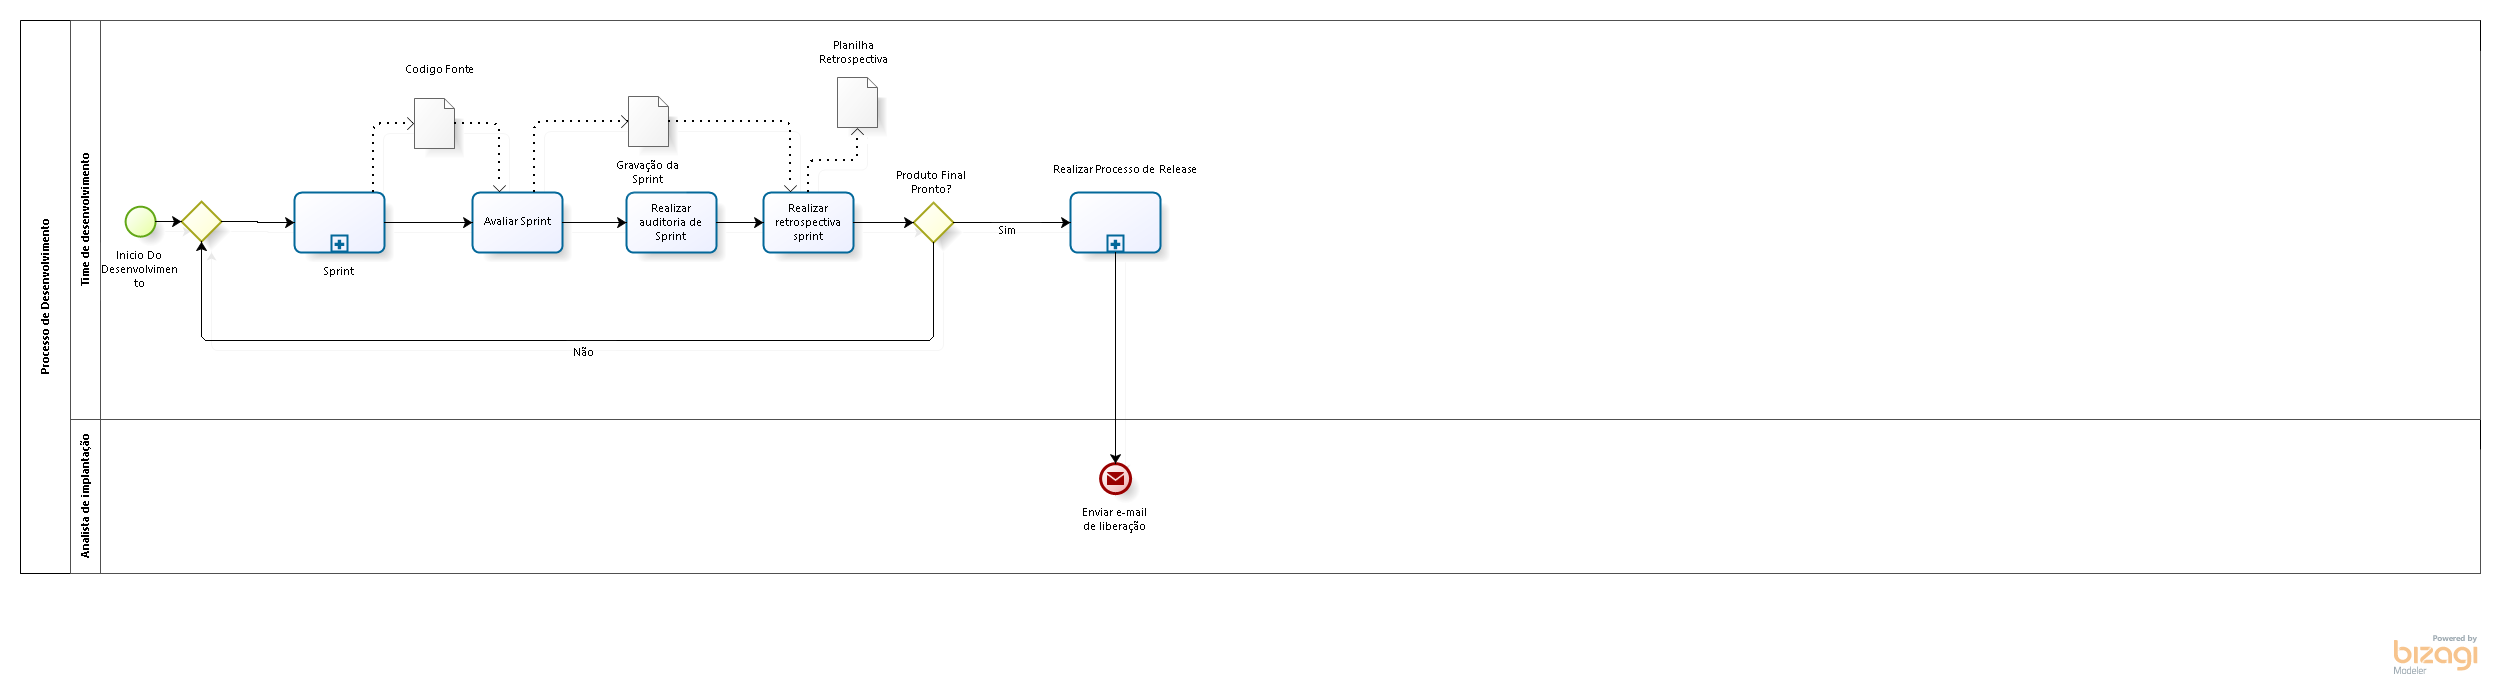 Processo de Desenvolvimento
Time de desenvolvimento
Planilha
Retrospectiva
Codigo Fonte
Gravação da
Sprint
Realizar Processo de Release
Produto Final
Pronto?
Avaliar Sprint
Realizar
auditoria de
Sprint
Realizar
retrospectiva
sprint
Sim
Inicio Do
Desenvolvimen
to
Sprint
Não
Analista de implantação
Enviar e-mail
de liberação
Powered by
bizagi
Modeler